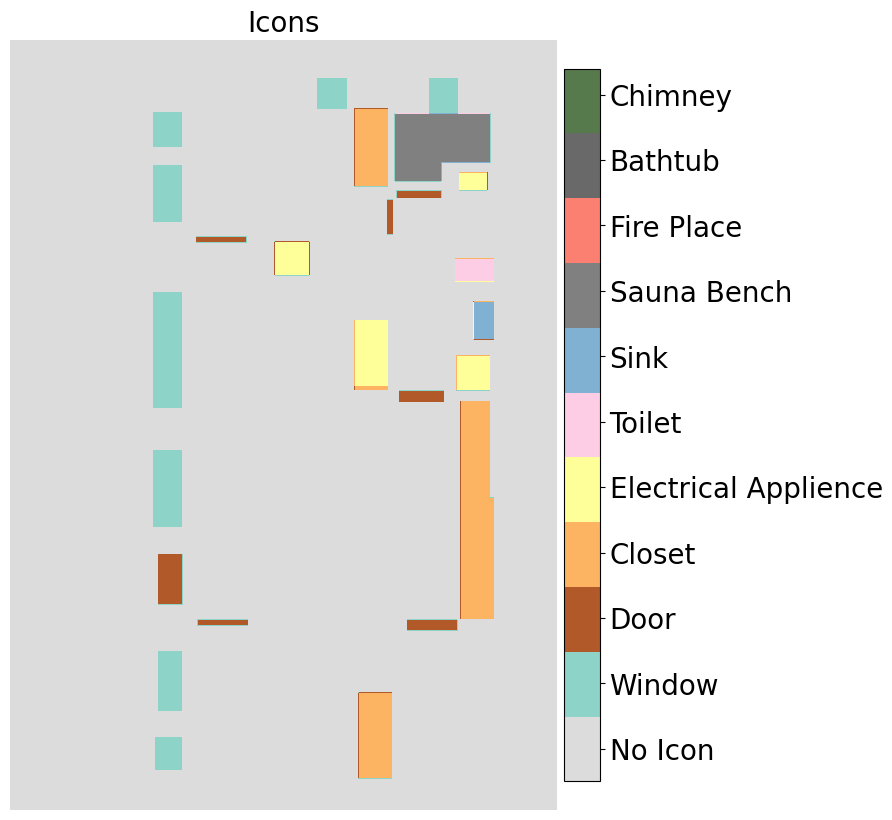 Icons
Chimney
Bathtub
Fire Place
Sauna Bench
Sink
Toilet
Electrical Applience
Closet
Door
Window
No Icon